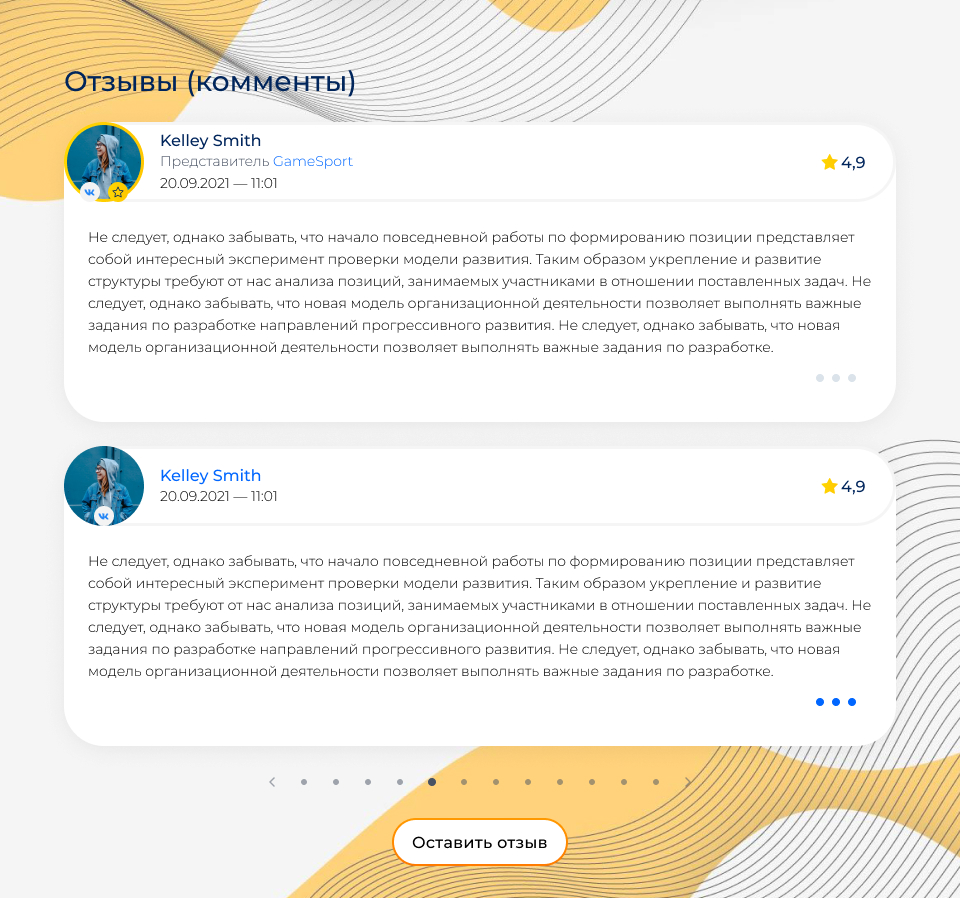 Отзывы (комменты)
Kelley Smith
Представитель GameSport
20.09.2021 — 11:01
4,9
Не следует, однако забывать, что начало повседневной работы по формированию позиции представляет
собой интересный эксперимент проверки модели развития. Таким образом укрепление и развитие
структуры требуют от нас анализа позиций, занимаемых участниками в отношении поставленных задач. Не
следует, однако забывать, что новая модель организационной деятельности позволяет выполнять важные
задания по разработке направлений прогрессивного развития. Не следует, однако забывать, что новая
модель организационной деятельности позволяет выполнять важные задания по разработке.
Kelley Smith
20.09.2021 — 11:01
4,9
Не следует, однако забывать, что начало повседневной работы по формированию позиции представляет
собой интересный эксперимент проверки модели развития. Таким образом укрепление и развитие
структуры требуют от нас анализа позиций, занимаемых участниками в отношении поставленных задач. Не
следует, однако забывать, что новая модель организационной деятельности позволяет выполнять важные
задания по разработке направлений прогрессивного развития. Не следует, однако забывать, что новая
модель организационной деятельности позволяет выполнять важные задания по разработке.
Оставить отзыв